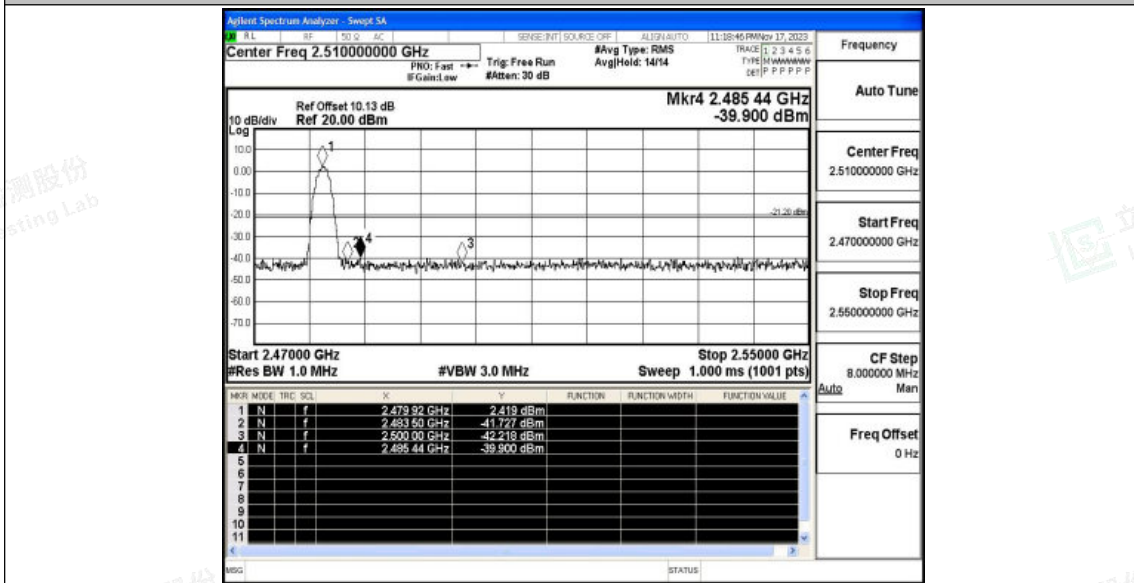 Agilent Spectrum Analyzer - Swept SA
RL RF 50 Ω AC SENSE:INT SOURCE OFF ALIGN AUTO 11:18:46 PM Nov 17, 2023
Center Freq 2.510000000 GHz
PNO: Fast
IFGain:Low
Trig: Free Run
#Atten: 30 dB
#Avg Type: RMS
Avg|Hold: 14/14
TRACE 1 2 3 4 5 6
TYPE M W W W W W
DET P P P P P P
Ref Offset 10.13 dB
10 dB/div Ref 20.00 dBm
Log
Mkr4 2.485 44 GHz
-39.900 dBm
10.0
0.00
-10.0
-20.0
-30.0
-40.0
-50.0
-60.0
-70.0
1
2
4
3
-21.20 dBm
Start 2.47000 GHz Stop 2.55000 GHz
#Res BW 1.0 MHz #VBW 3.0 MHz Sweep 1.000 ms (1001 pts)
MKR MODE TRC SCL X Y FUNCTION FUNCTION WIDTH FUNCTION VALUE
1 N f 2.479 92 GHz 2.419 dBm
2 N f 2.483 50 GHz -41.727 dBm
3 N f 2.500 00 GHz -42.218 dBm
4 N f 2.485 44 GHz -39.900 dBm
5
6
7
8
9
10
11
MSG STATUS
Frequency
Auto Tune
Center Freq
2.510000000 GHz
Start Freq
2.470000000 GHz
Stop Freq
2.550000000 GHz
CF Step
8.000000 MHz
Auto Man
Freq Offset
0 Hz
测股份
sting Lab
立